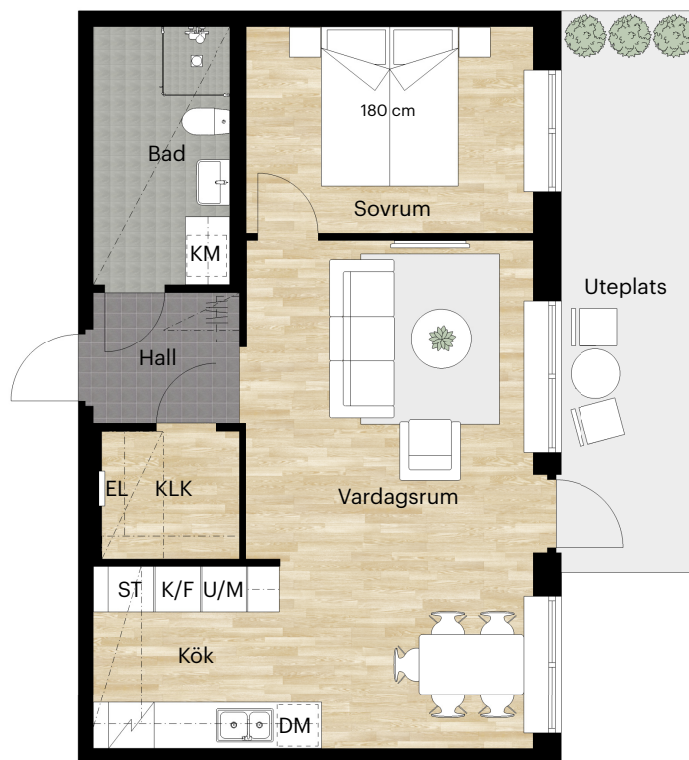 180 cm
Bad
Sovrum
KM
Uteplats
Hall
EL KLK
Vardagsrum
ST K/F U/M
Kök
DM